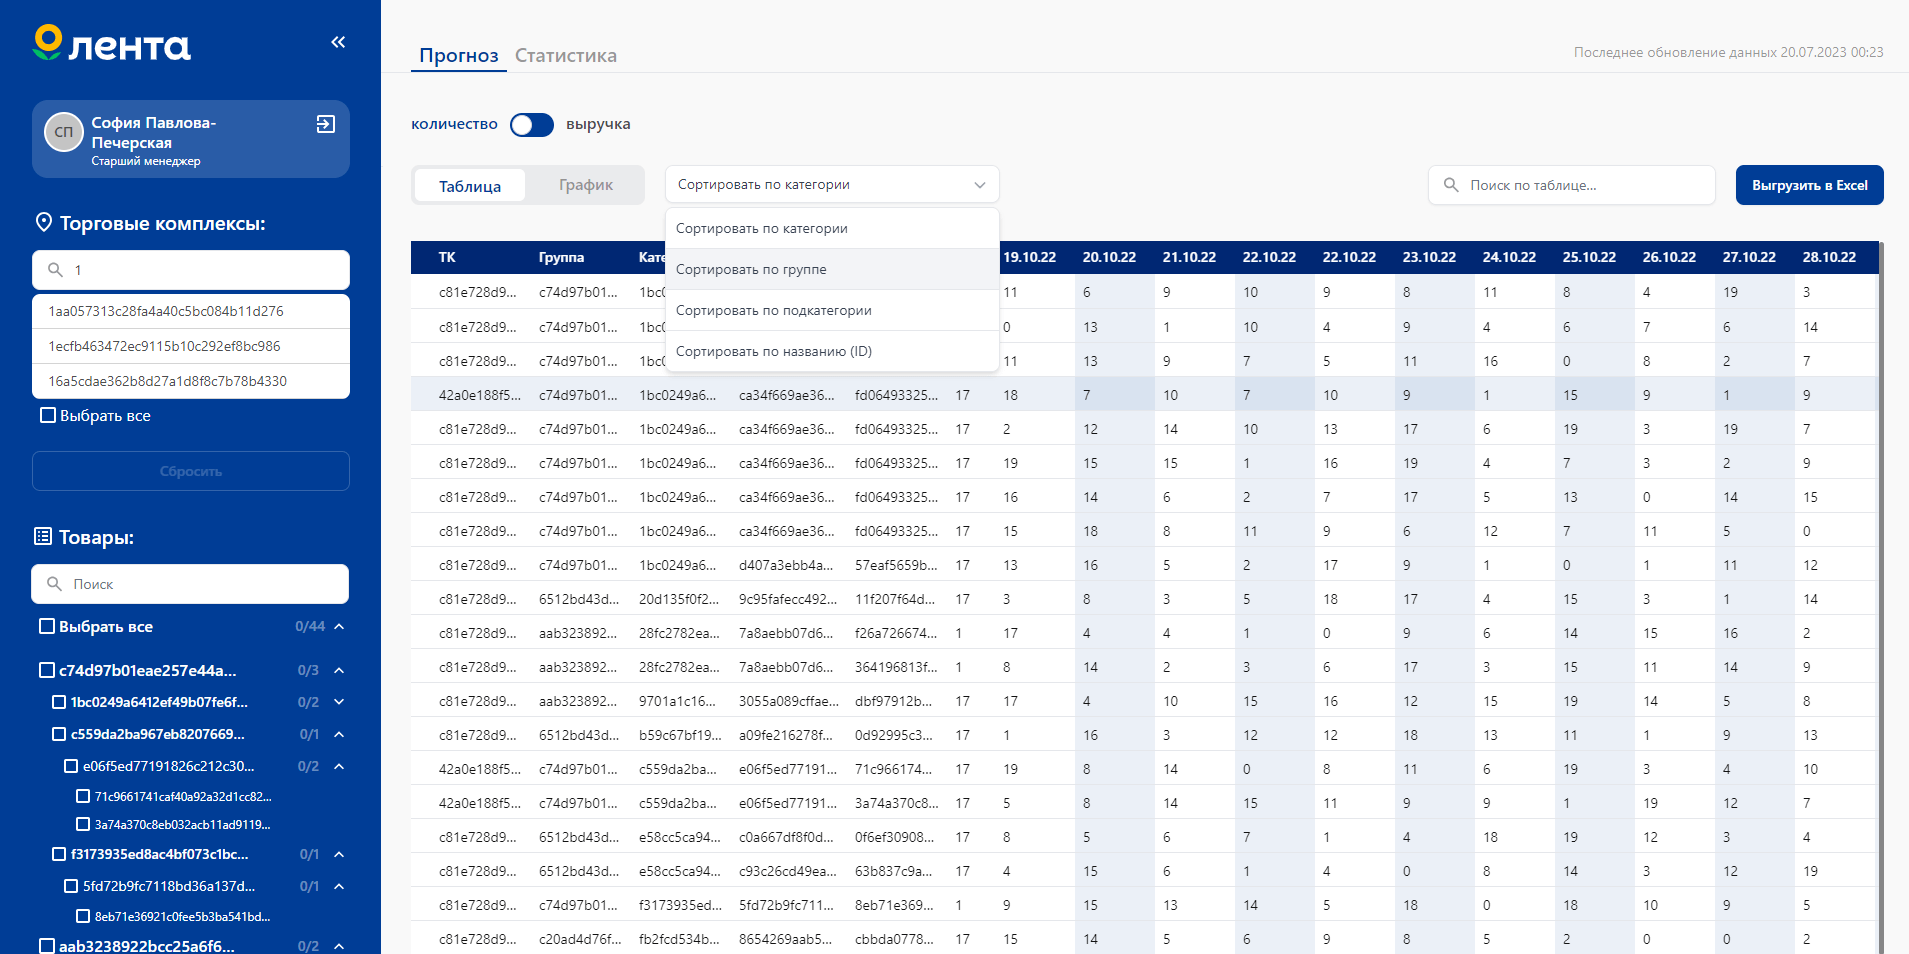 лента
СП
София Павлова-
Печерская
Старший менеджер
Торговые комплексы:
1
1aa057313c28fa4a40c5bc084b11d276
1ecfb463472ec9115b10c292ef8bc986
16a5cdae362b8d27a1d8f8c7b78b4330
Выбрать все
Сбросить
Товары:
Поиск
Выбрать все 0/44
c74d97b01eae257e44a... 0/3
1bc0249a6412ef49b07fe6f... 0/2
c559da2ba967eb8207669... 0/1
e06f5ed77191826c212c30... 0/2
71c9661741caf40a92a32d1cc82...
3a74a370c8eb032acb11ad9119...
f3173935ed8ac4bf073c1bc... 0/1
5fd72b9fc7118bd36a137d... 0/1
8eb71e36921c0fee5b3ba541bd...
aab3238922bcc25a6f6... 0/2
Прогноз Статистика
Последнее обновление данных 20.07.2023 00:23
количество выручка
Таблица График
Сортировать по категории
Поиск по таблице...
Выгрузить в Excel
Сортировать по категории
Сортировать по группе
Сортировать по подкатегории
Сортировать по названию (ID)
ТК Группа Кате 19.10.22 20.10.22 21.10.22 22.10.22 22.10.22 23.10.22 24.10.22 25.10.22 26.10.22 27.10.22 28.10.22
c81e728d9... c74d97b01... 1bc0 11 6 9 10 9 8 11 8 4 19 3
c81e728d9... c74d97b01... 1bc0 0 13 1 10 4 9 4 6 7 6 14
c81e728d9... c74d97b01... 1bc0 11 13 9 7 5 11 16 0 8 2 7
42a0e188f5... c74d97b01... 1bc0249a6... ca34f669ae36... fd06493325... 17 18 7 10 7 10 9 1 15 9 1 9
c81e728d9... c74d97b01... 1bc0249a6... ca34f669ae36... fd06493325... 17 2 12 14 10 13 17 6 19 3 19 7
c81e728d9... c74d97b01... 1bc0249a6... ca34f669ae36... fd06493325... 17 19 15 15 1 16 19 4 7 3 2 9
c81e728d9... c74d97b01... 1bc0249a6... ca34f669ae36... fd06493325... 17 16 14 6 2 7 17 5 13 0 14 15
c81e728d9... c74d97b01... 1bc0249a6... ca34f669ae36... fd06493325... 17 15 18 8 11 9 6 12 7 11 5 0
c81e728d9... c74d97b01... 1bc0249a6... d407a3ebb4a... 57eaf5659b... 17 13 16 5 2 17 9 1 0 1 11 12
c81e728d9... 6512bd43d... 20d135f0f2... 9c95fafecc492... 11f207f64d... 17 3 8 3 5 18 17 4 15 3 1 14
c81e728d9... aab323892... 28fc2782ea... 7a8aebb07d6... f26a726674... 1 17 4 4 1 0 9 6 14 15 16 2
c81e728d9... aab323892... 28fc2782ea... 7a8aebb07d6... 364196813f... 1 8 14 2 3 6 17 3 15 11 14 9
c81e728d9... aab323892... 9701a1c16... 3055a089cffae... dbf97912b... 17 17 4 10 15 16 12 15 19 14 5 8
c81e728d9... 6512bd43d... b59c67bf19... a09fe216278f... 0d92995c3... 17 1 16 3 12 12 18 13 11 1 9 13
42a0e188f5... c74d97b01... c559da2ba... e06f5ed77191... 71c966174... 17 19 8 14 0 8 11 6 19 3 4 10
42a0e188f5... c74d97b01... c559da2ba... e06f5ed77191... 3a74a370c8... 17 5 8 14 15 11 9 9 1 19 12 7
c81e728d9... 6512bd43d... e58cc5ca94... c0a667df8f0d... 0f6ef30908... 17 8 5 6 7 1 4 18 19 12 3 4
c81e728d9... 6512bd43d... e58cc5ca94... c93c26cd49ea... 63b837c9a... 17 4 15 6 1 4 0 8 14 3 12 19
c81e728d9... c74d97b01... f3173935ed... 5fd72b9fc711... 8eb71e369... 1 9 15 13 14 5 18 0 18 10 9 5
c81e728d9... c20ad4d76f... fb2fcd534b... 8654269aab5... cbbda0778... 17 15 14 5 6 9 8 5 2 0 0 2